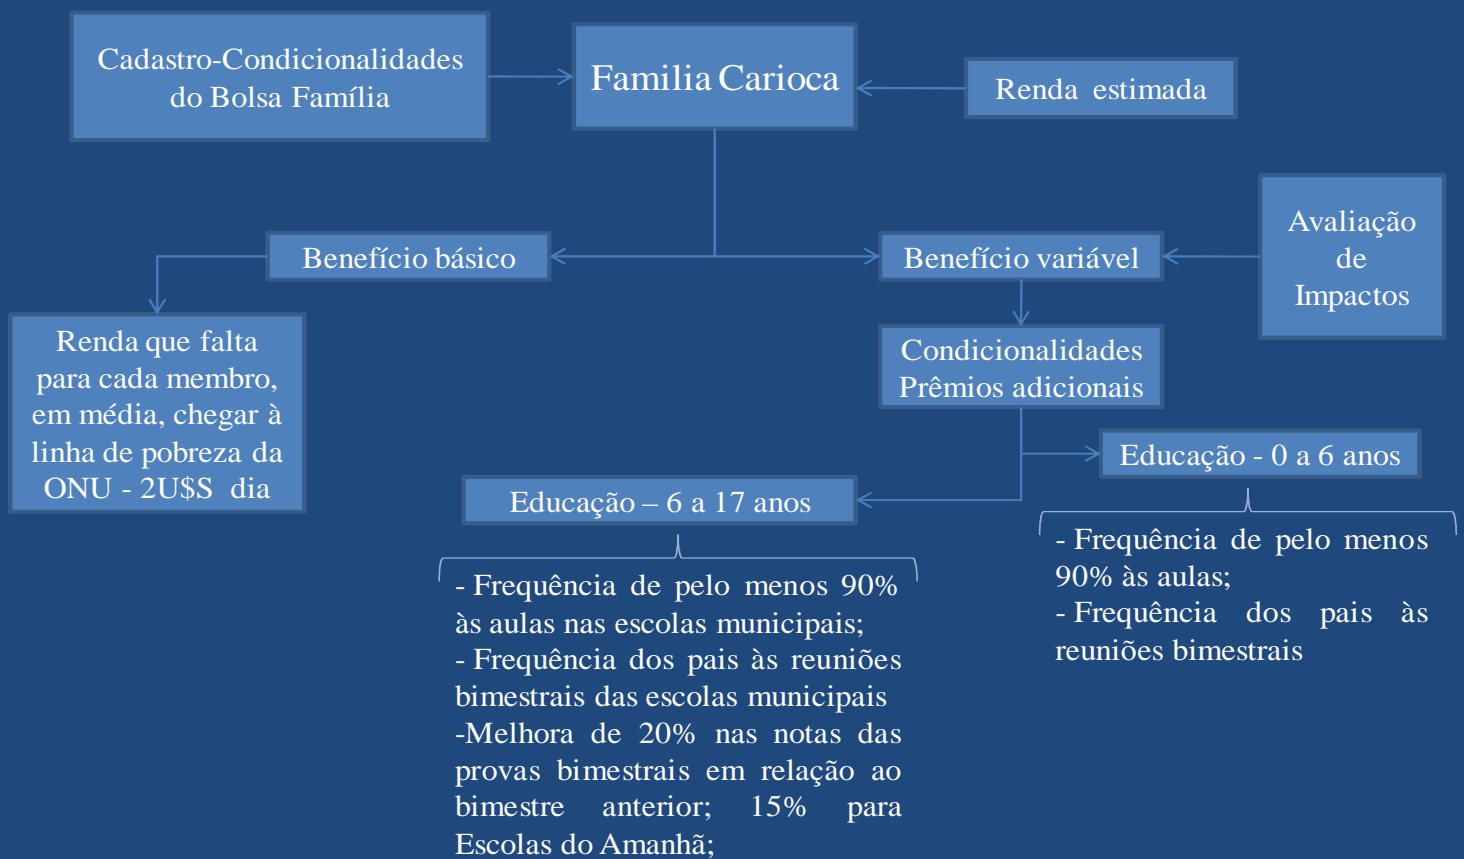 Cadastro-Condicionalidades
do Bolsa Família
Familia Carioca
Renda estimada
Avaliação
de
Impactos
Benefício básico
Benefício variável
Renda que falta
para cada membro,
em média, chegar à
linha de pobreza da
ONU - 2U$S dia
Condicionalidades
Prêmios adicionais
Educação - 0 a 6 anos
- Frequência de pelo menos
90% às aulas;
- Frequência dos pais às
reuniões bimestrais
Educação – 6 a 17 anos
- Frequência de pelo menos 90%
às aulas nas escolas municipais;
- Frequência dos pais às reuniões
bimestrais das escolas municipais
-Melhora de 20% nas notas das
provas bimestrais em relação ao
bimestre anterior; 15% para
Escolas do Amanhã;